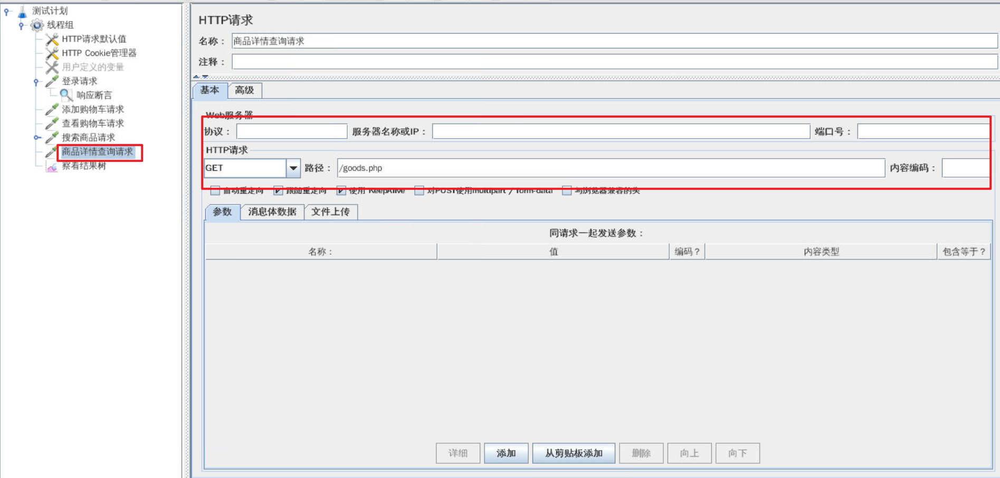 测试计划
线程组
HTTP请求默认值
HTTP Cookie管理器
用户定义的变量
登录请求
响应断言
添加购物车请求
查看购物车请求
搜索商品请求
商品详情查询请求
察看结果树
HTTP请求
名称： 商品详情查询请求
注释：
基本 高级
Web服务器
协议： 服务器名称或IP： 端口号：
HTTP请求
GET 路径： /goods.php 内容编码：
自动重定向 跟随重定向 使用 KeepAlive 对POST使用multipart / form-data 与浏览器兼容的头
参数 消息体数据 文件上传
同请求一起发送参数：
名称： 值 编码？ 内容类型 包含等于？
详细 添加 从剪贴板添加 删除 向上 向下